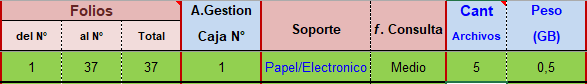 Folios
A.Gestion
Caja N°
Soporte
ƒ. Consulta
Cant
Archivos
Peso
(GB)
del N°
al N°
Total
1
37
37
1
Papel/Electronico
Medio
5
0,5